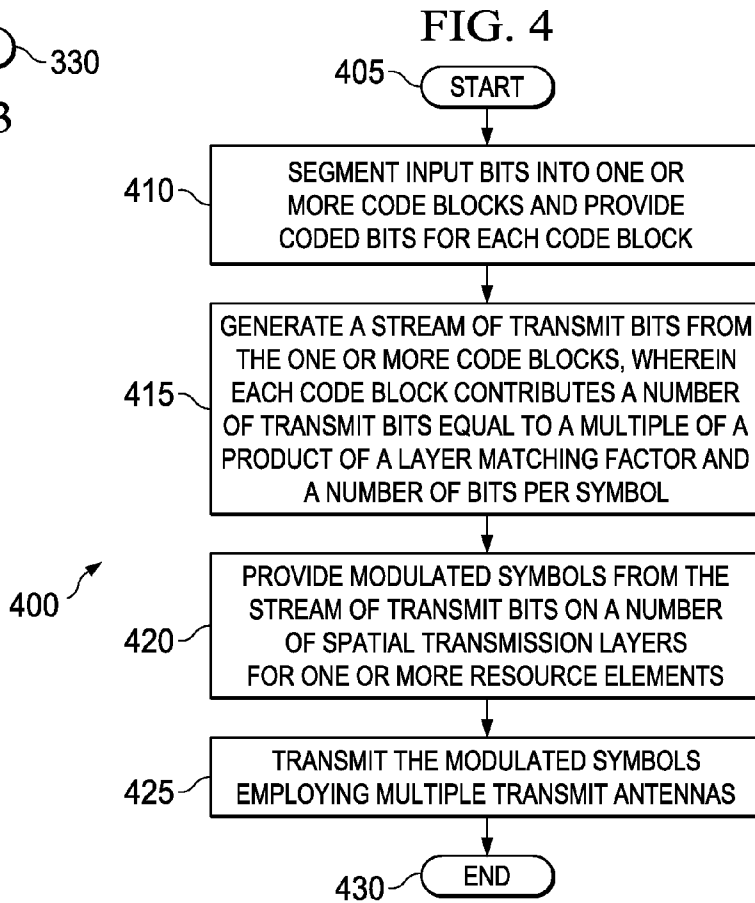 FIG. 4
330
3
405
START
410
SEGMENT INPUT BITS INTO ONE OR
MORE CODE BLOCKS AND PROVIDE
CODED BITS FOR EACH CODE BLOCK
415
GENERATE A STREAM OF TRANSMIT BITS FROM
THE ONE OR MORE CODE BLOCKS, WHEREIN
EACH CODE BLOCK CONTRIBUTES A NUMBER
OF TRANSMIT BITS EQUAL TO A MULTIPLE OF A
PRODUCT OF A LAYER MATCHING FACTOR AND
A NUMBER OF BITS PER SYMBOL
400
420
PROVIDE MODULATED SYMBOLS FROM THE
STREAM OF TRANSMIT BITS ON A NUMBER
OF SPATIAL TRANSMISSION LAYERS
FOR ONE OR MORE RESOURCE ELEMENTS
425
TRANSMIT THE MODULATED SYMBOLS
EMPLOYING MULTIPLE TRANSMIT ANTENNAS
430
END